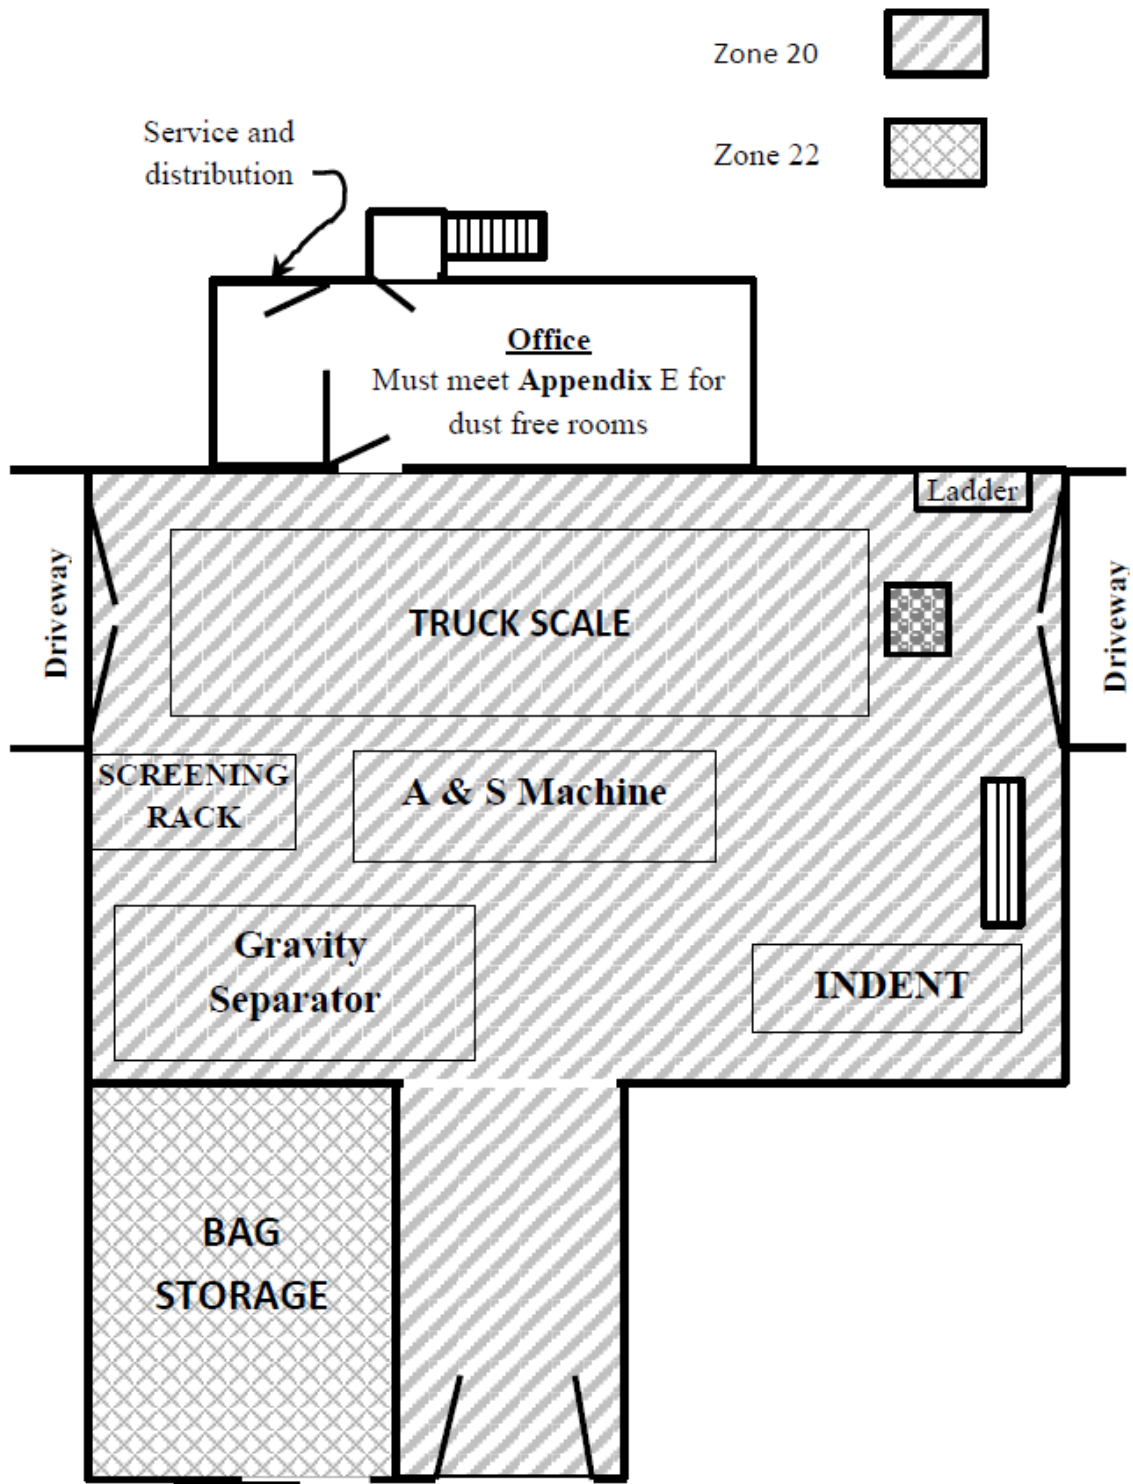 Zone 20
Zone 22
Service and
distribution
Office
Must meet Appendix E for
dust free rooms
Ladder
Driveway
TRUCK SCALE
Driveway
SCREENING
RACK
A & S Machine
Gravity
Separator
INDENT
BAG
STORAGE